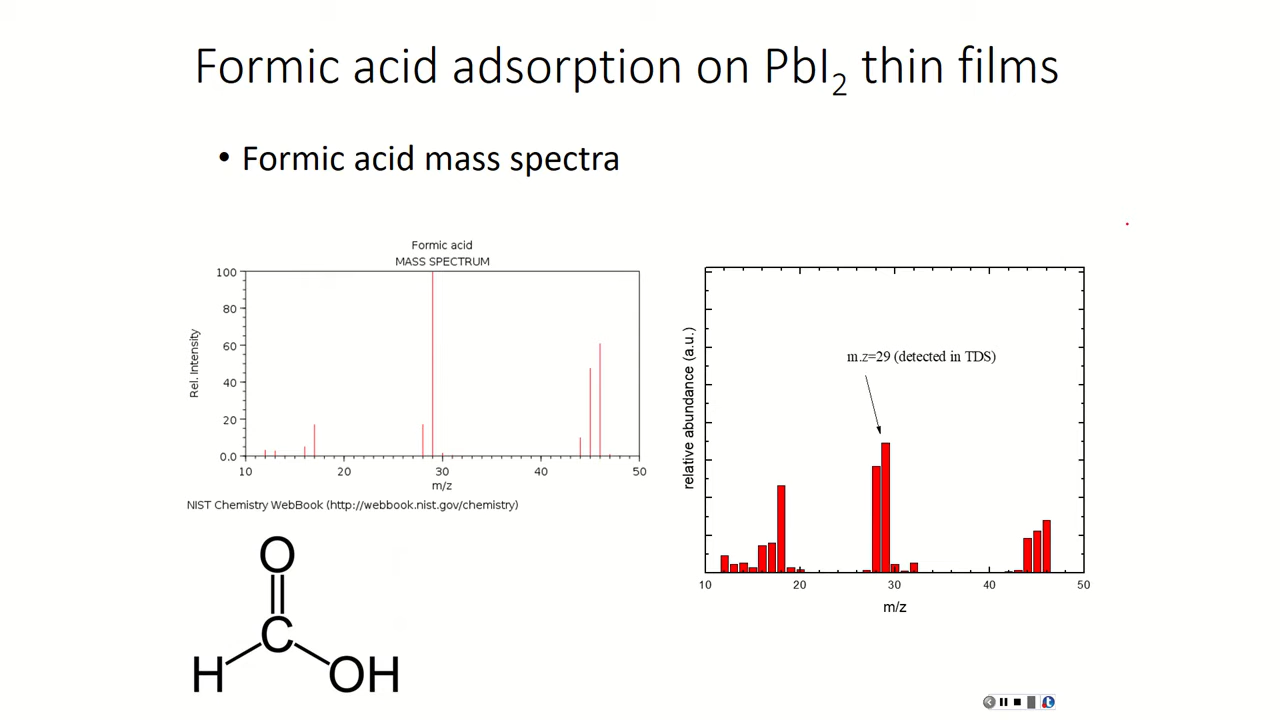 Formic acid adsorption on PbI₂ thin films
• Formic acid mass spectra
Formic acid
MASS SPECTRUM
Rel. Intensity
100
80
60
40
20
0.0
10 20 30 40 50
m/z
NIST Chemistry WebBook (http://webbook.nist.gov/chemistry)
O
C
H OH
relative abundance (a.u.)
m.z=29 (detected in TDS)
10 20 30 40 50
m/z